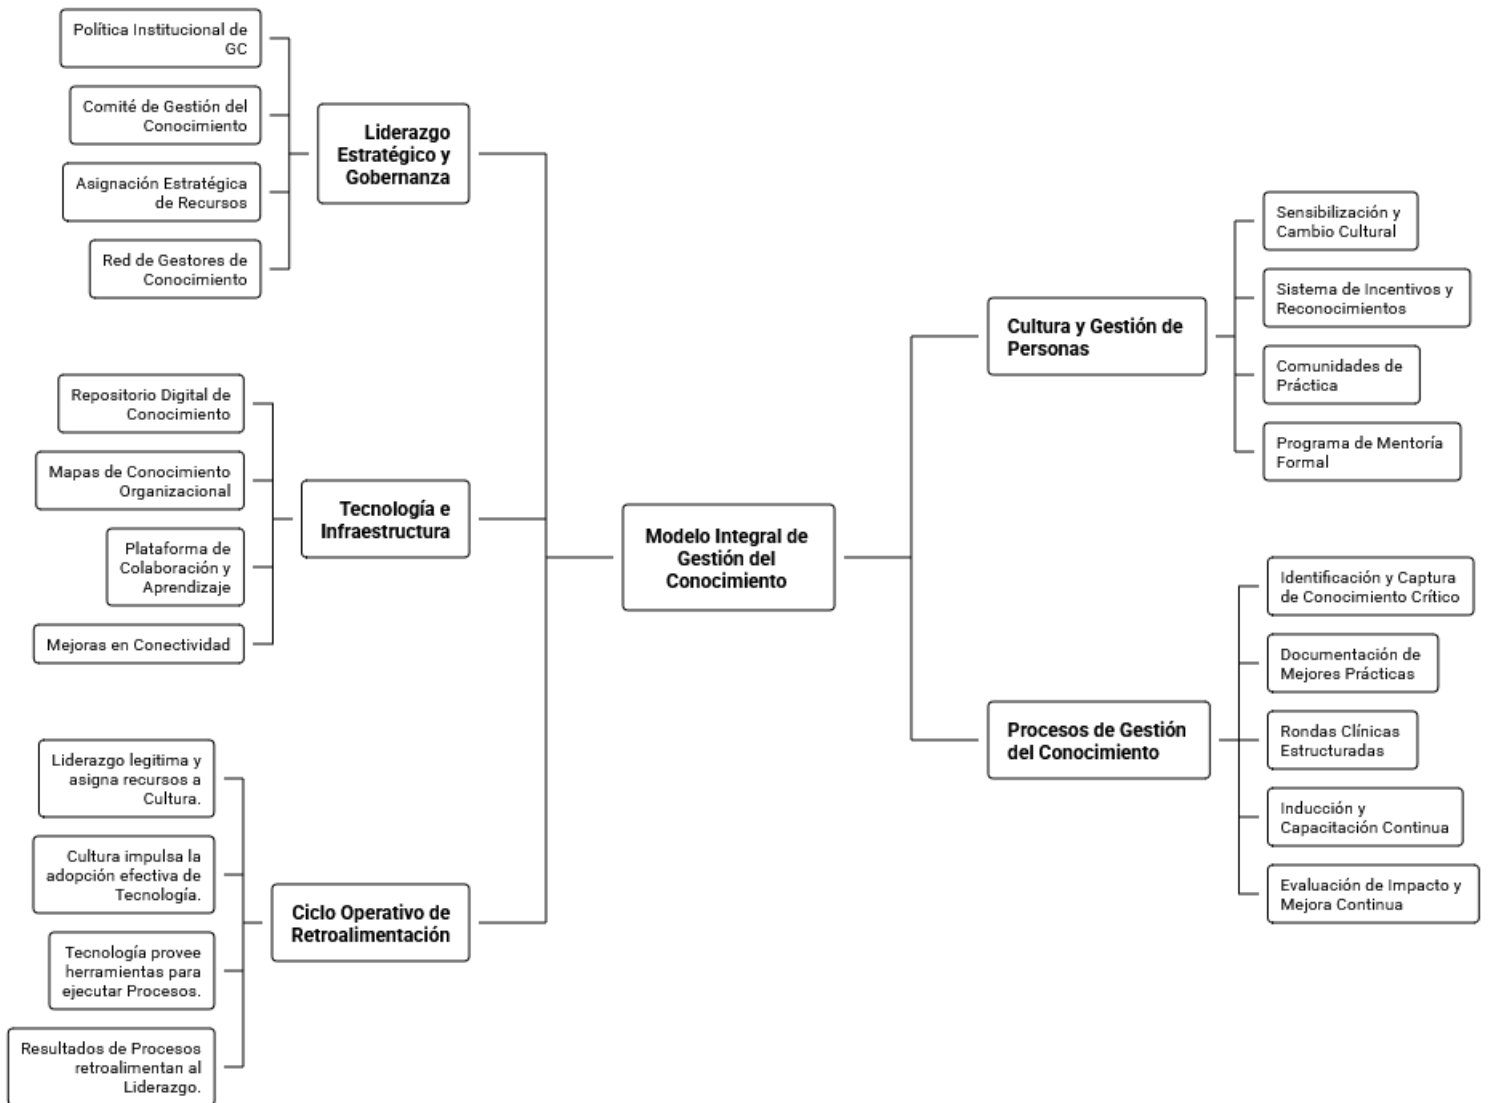 Política Institucional de
GC
Comité de Gestión del
Conocimiento
Asignación Estratégica
de Recursos
Red de Gestores de
Conocimiento
Liderazgo
Estratégico y
Gobernanza
Repositorio Digital de
Conocimiento
Mapas de Conocimiento
Organizacional
Plataforma de
Colaboración y
Aprendizaje
Mejoras en Conectividad
Tecnología e
Infraestructura
Liderazgo legitima y
asigna recursos a
Cultura.
Cultura impulsa la
adopción efectiva de
Tecnología.
Tecnología provee
herramientas para
ejecutar Procesos.
Resultados de Procesos
retroalimentan al
Liderazgo.
Ciclo Operativo de
Retroalimentación
Modelo Integral de
Gestión del
Conocimiento
Cultura y Gestión de
Personas
Sensibilización y
Cambio Cultural
Sistema de Incentivos y
Reconocimientos
Comunidades de
Práctica
Programa de Mentoría
Formal
Procesos de Gestión
del Conocimiento
Identificación y Captura
de Conocimiento Crítico
Documentación de
Mejores Prácticas
Rondas Clínicas
Estructuradas
Inducción y
Capacitación Continua
Evaluación de Impacto y
Mejora Continua